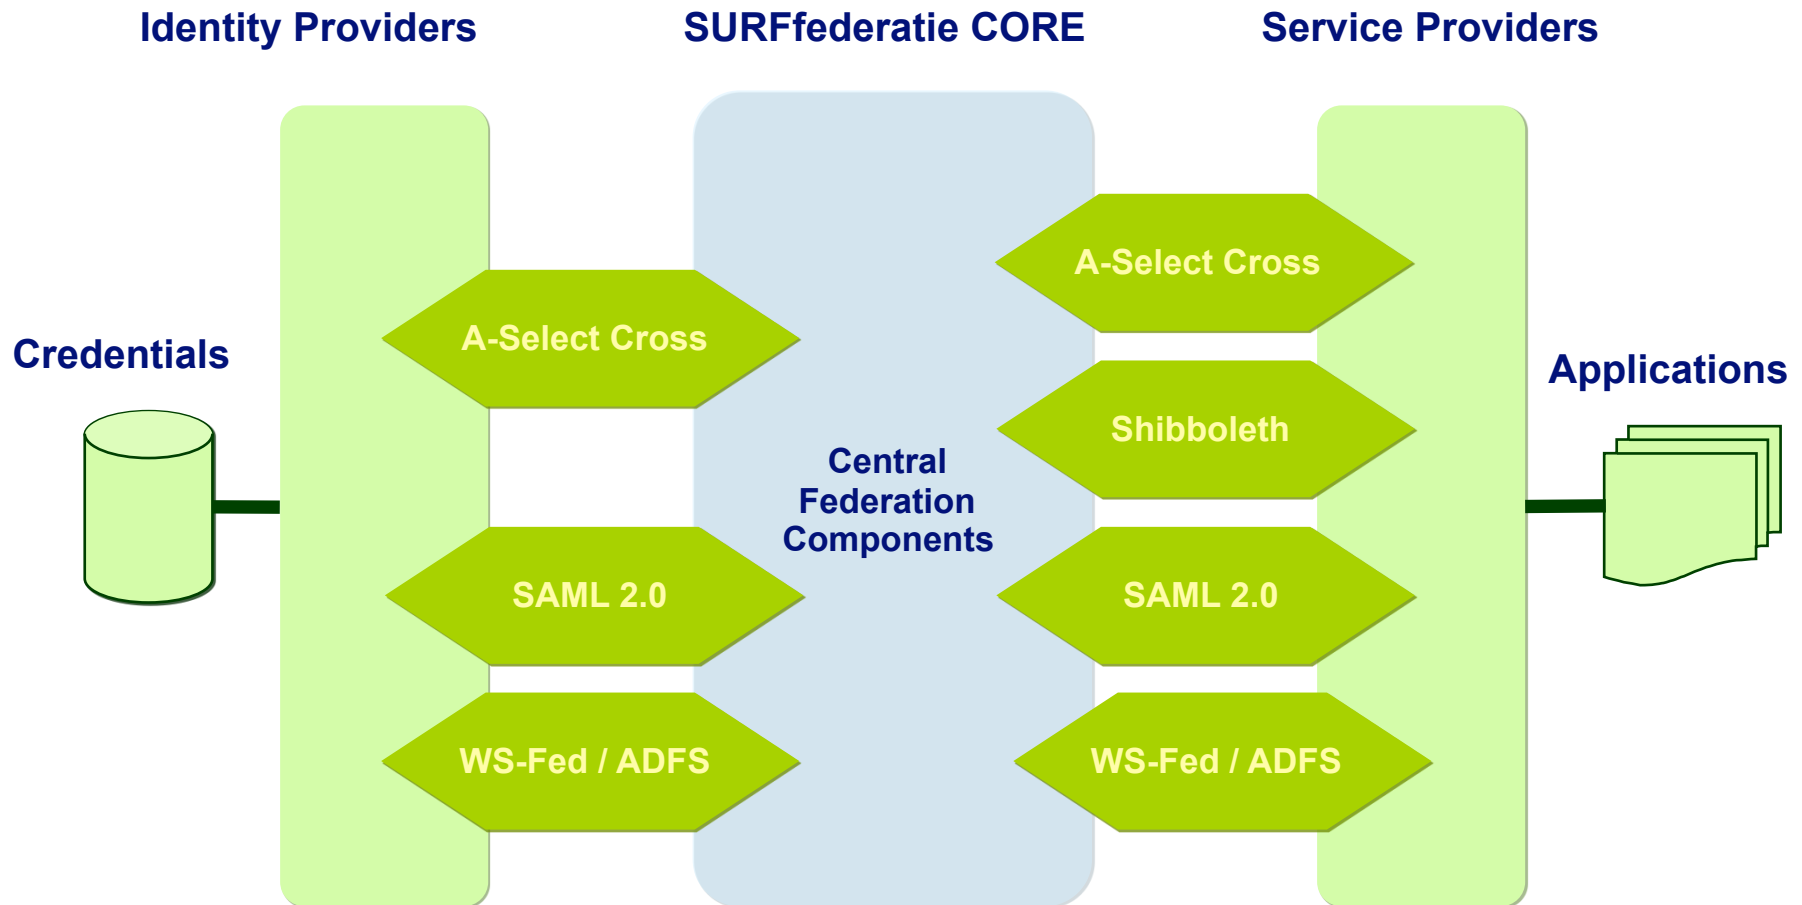 Identity Providers
SURFfederatie CORE
Service Providers
A-Select Cross
A-Select Cross
Credentials
Applications
Shibboleth
Central
Federation
Components
SAML 2.0
SAML 2.0
WS-Fed / ADFS
WS-Fed / ADFS